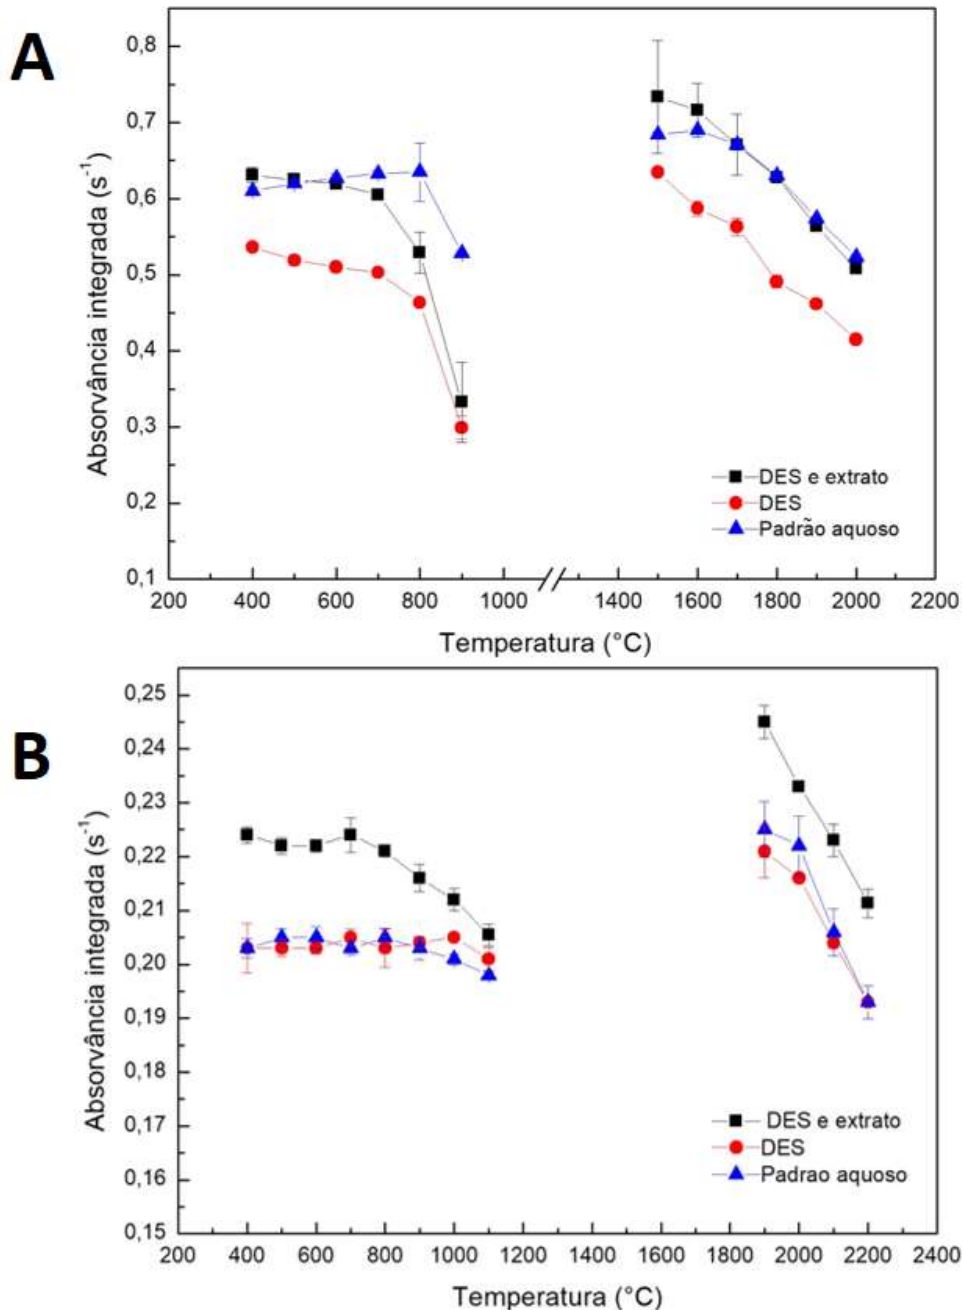 A
0,8
0,7
0,6
0,5
0,4
0,3
0,2
0,1
Absorvância integrada (s⁻¹)
DES e extrato
DES
Padrão aquoso
200 400 600 800 1000 1400 1600 1800 2000 2200
Temperatura (°C)
B
0,25
0,24
0,23
0,22
0,21
0,20
0,19
0,18
0,17
0,16
0,15
Absorvância integrada (s⁻¹)
DES e extrato
DES
Padrao aquoso
200 400 600 800 1000 1200 1400 1600 1800 2000 2200 2400
Temperatura (°C)